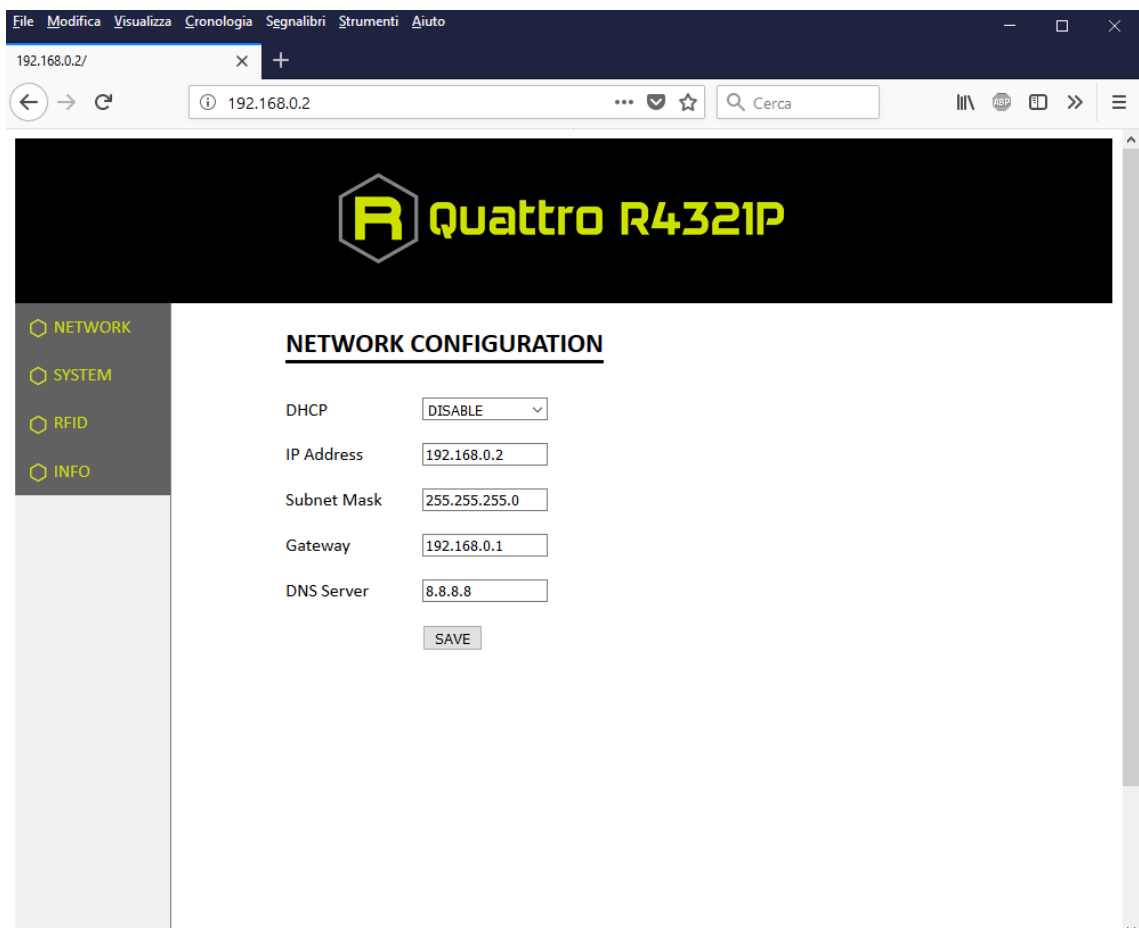 File Modifica Visualizza Cronologia Segnalibri Strumenti Aiuto
192.168.0.2/
192.168.0.2
Cerca
ABP
R Quattro R4321P
NETWORK
SYSTEM
RFID
INFO
NETWORK CONFIGURATION
DHCP DISABLE
IP Address 192.168.0.2
Subnet Mask 255.255.255.0
Gateway 192.168.0.1
DNS Server 8.8.8.8
SAVE